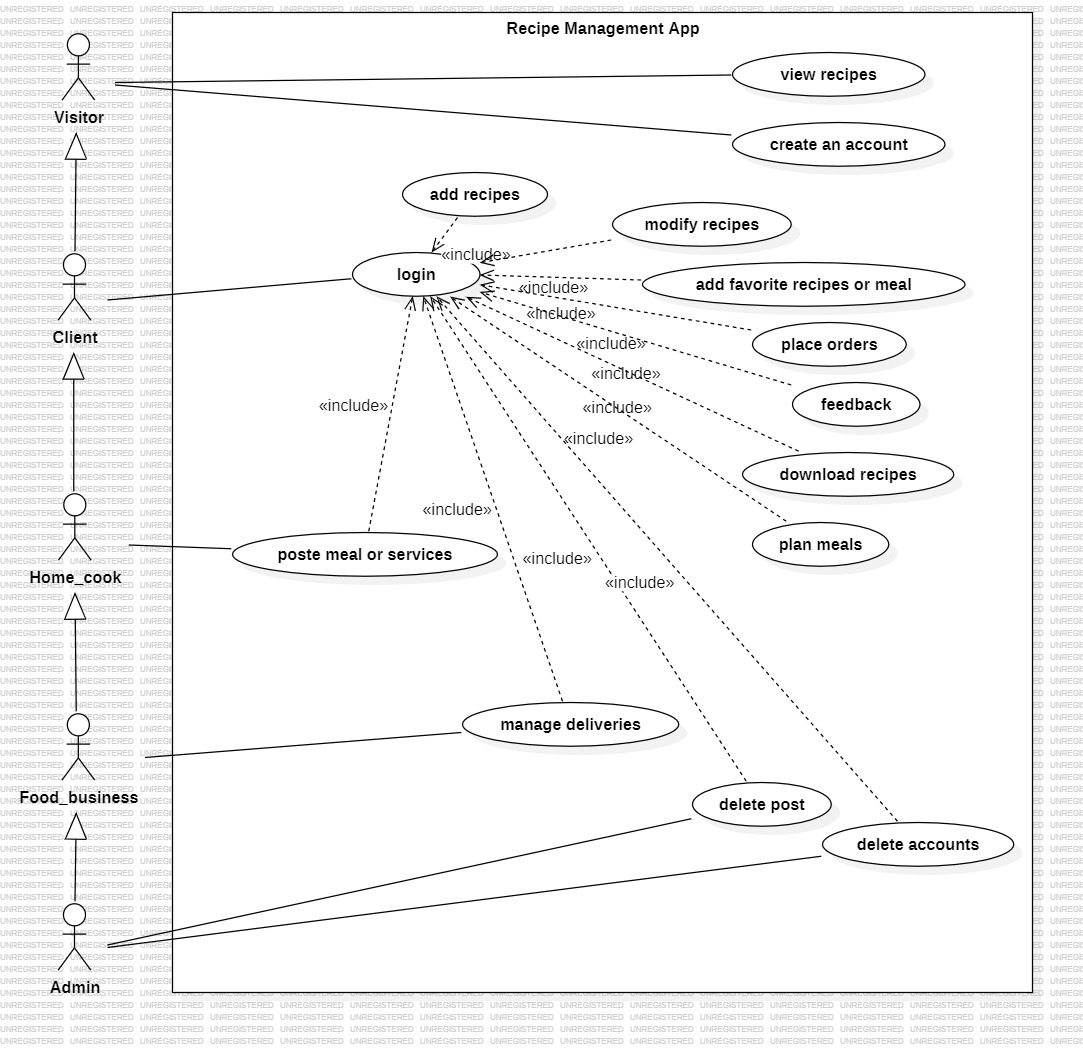 Recipe Management App
view recipes
Visitor
create an account
add recipes
modify recipes
«include»
login
add favorite recipes or meal
«include»
«include»
Client
«include»
place orders
«include»
feedback
«include»
«include»
«include»
download recipes
«include»
plan meals
poste meal or services
«include»
Home_cook
«include»
manage deliveries
Food_business
delete post
delete accounts
Admin
UNREGISTERED